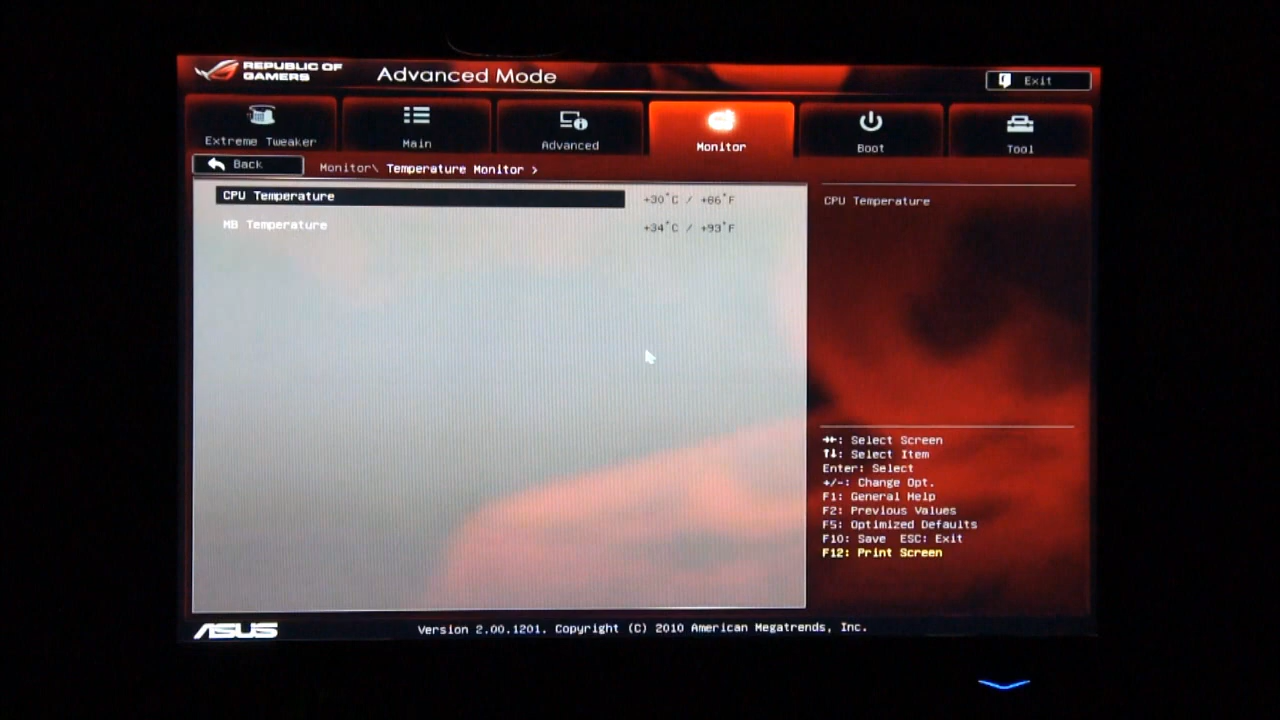 REPUBLIC OF
GAMERS
Advanced Mode
Exit
Extreme Tweaker
Main
Advanced
Monitor
Boot
Tool
Back
Monitor\ Temperature Monitor >
CPU Temperature +30°C / +86°F
MB Temperature +34°C / +93°F
CPU Temperature
→←: Select Screen
↑↓: Select Item
Enter: Select
+/-: Change Opt.
F1: General Help
F2: Previous Values
F5: Optimized Defaults
F10: Save ESC: Exit
F12: Print Screen
ASUS
Version 2.00.1201. Copyright (C) 2010 American Megatrends, Inc.